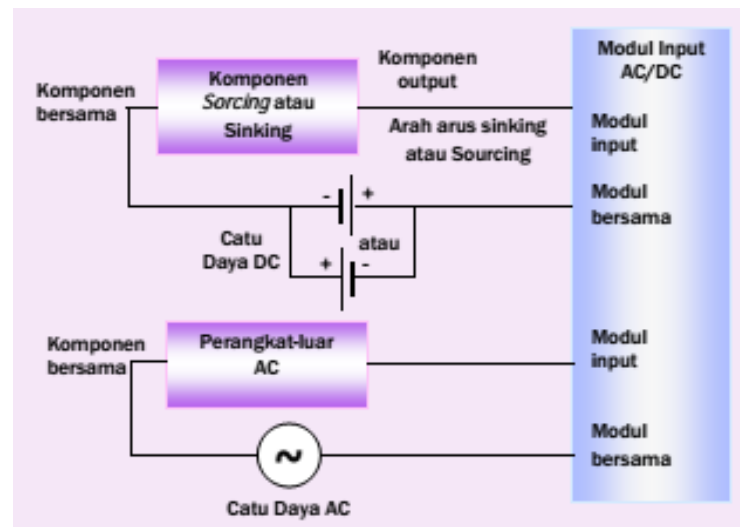 Komponen
bersama
Komponen
Sorcing atau
Sinking
Komponen
output
Arah arus sinking
atau Sourcing
Modul Input
AC/DC
Modul
input
Modul
bersama
- +
Catu
Daya DC
atau
+ -
Komponen
bersama
Perangkat-luar
AC
Modul
input
Modul
bersama
~
Catu Daya AC